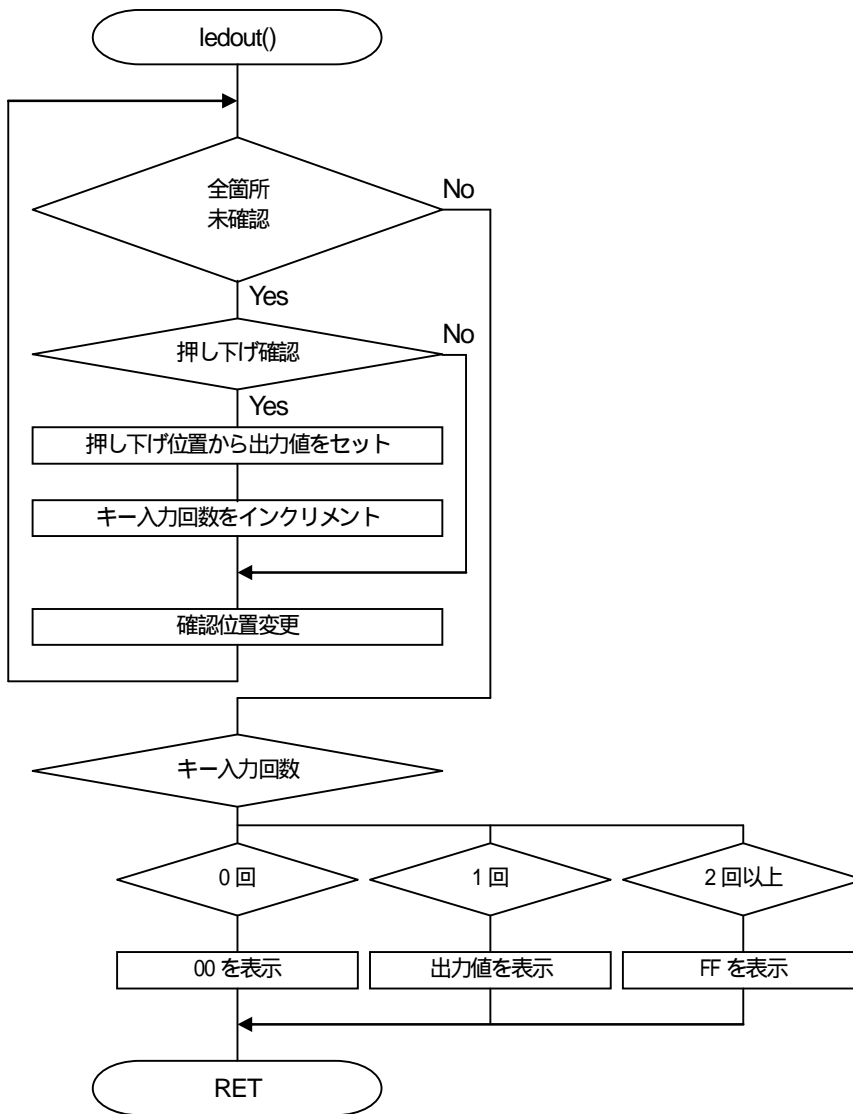 ledout()
全箇所
未確認
No
Yes
押し下げ確認
No
Yes
押し下げ位置から出力値をセット
キー入力回数をインクリメント
確認位置変更
キー入力回数
0 回
1 回
2 回以上
00 を表示
出力値を表示
FF を表示
RET